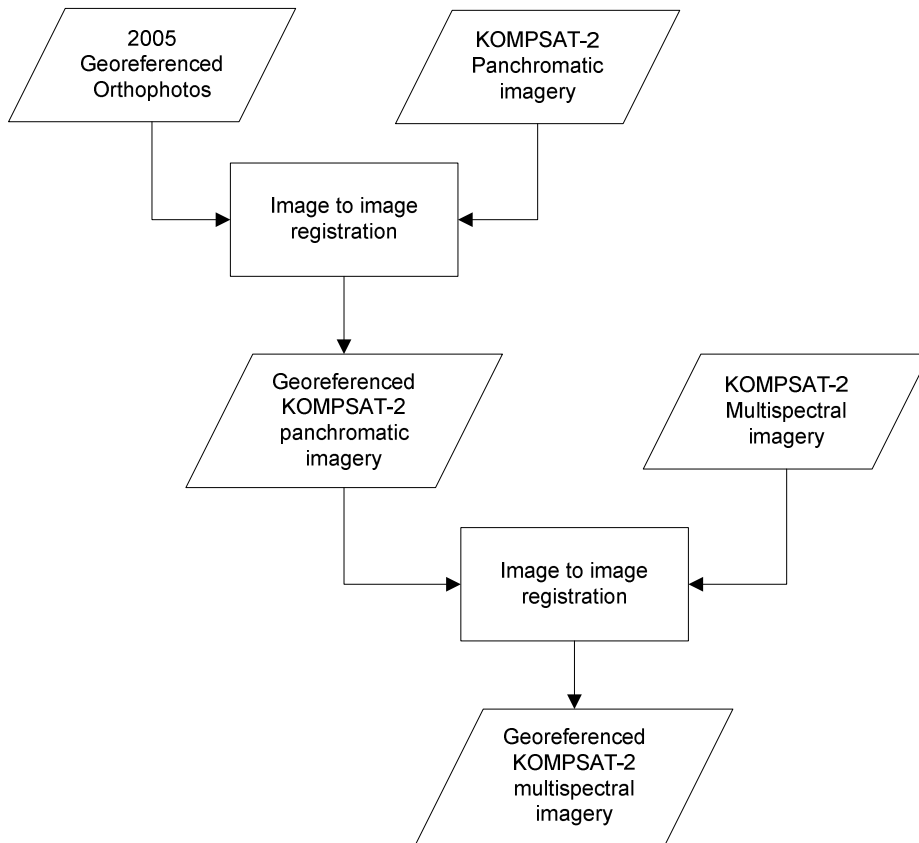 2005
Georeferenced
Orthophotos
KOMPSAT-2
Panchromatic
imagery
Image to image
registration
Georeferenced
KOMPSAT-2
panchromatic
imagery
KOMPSAT-2
Multispectral
imagery
Image to image
registration
Georeferenced
KOMPSAT-2
multispectral
imagery